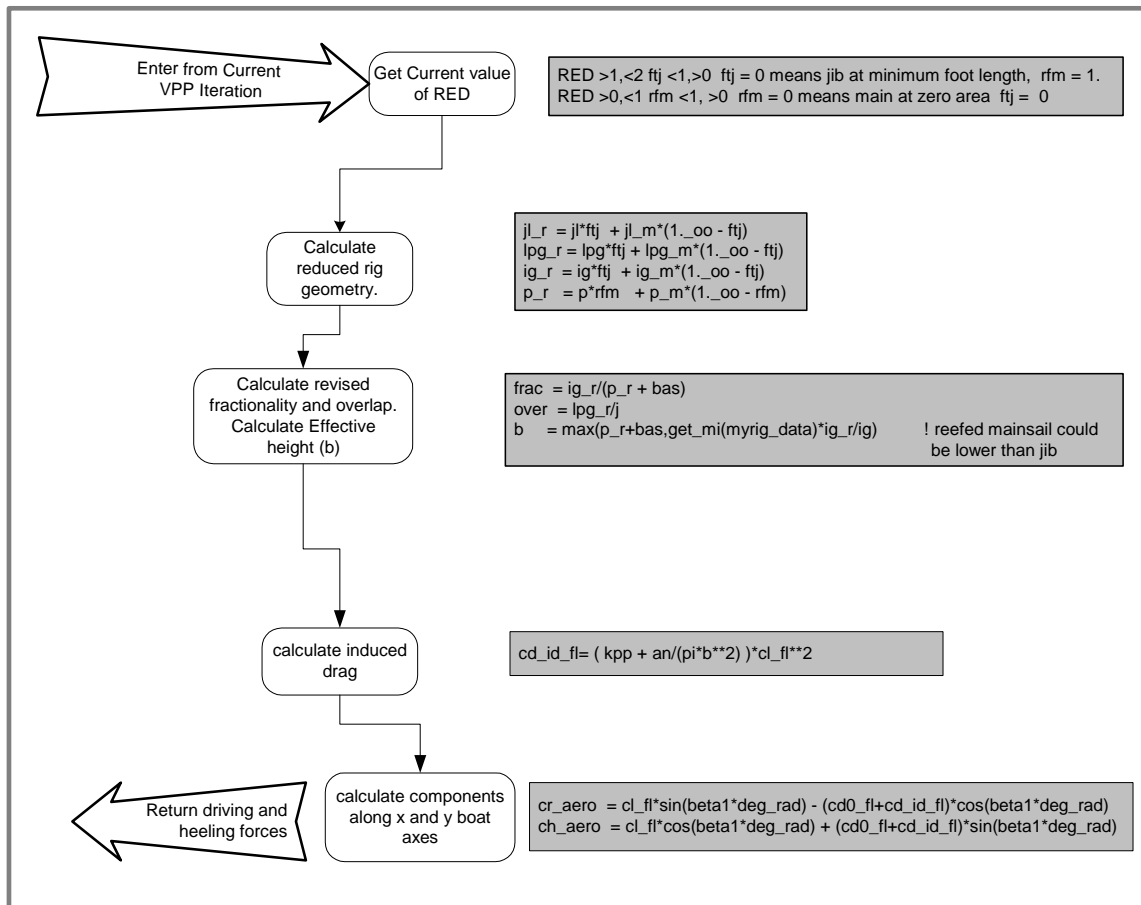 Enter from Current
VPP Iteration
Get Current value
of RED
RED >1,<2 ftj <1,>0 ftj = 0 means jib at minimum foot length, rfm = 1.
RED >0,<1 rfm <1, >0 rfm = 0 means main at zero area ftj = 0
Calculate
reduced rig
geometry.
jl_r = jl*ftj + jl_m*(1._oo - ftj)
lpg_r = lpg*ftj + lpg_m*(1._oo - ftj)
ig_r = ig*ftj + ig_m*(1._oo - ftj)
p_r = p*rfm + p_m*(1._oo - rfm)
Calculate revised
fractionality and overlap.
Calculate Effective
height (b)
frac = ig_r/(p_r + bas)
over = lpg_r/j
b = max(p_r+bas,get_mi(myrig_data)*ig_r/ig) ! reefed mainsail could
be lower than jib
calculate induced
drag
cd_id_fl= ( kpp + an/(pi*b**2) )*cl_fl**2
Return driving and
heeling forces
calculate components
along x and y boat
axes
cr_aero = cl_fl*sin(beta1*deg_rad) - (cd0_fl+cd_id_fl)*cos(beta1*deg_rad)
ch_aero = cl_fl*cos(beta1*deg_rad) + (cd0_fl+cd_id_fl)*sin(beta1*deg_rad)